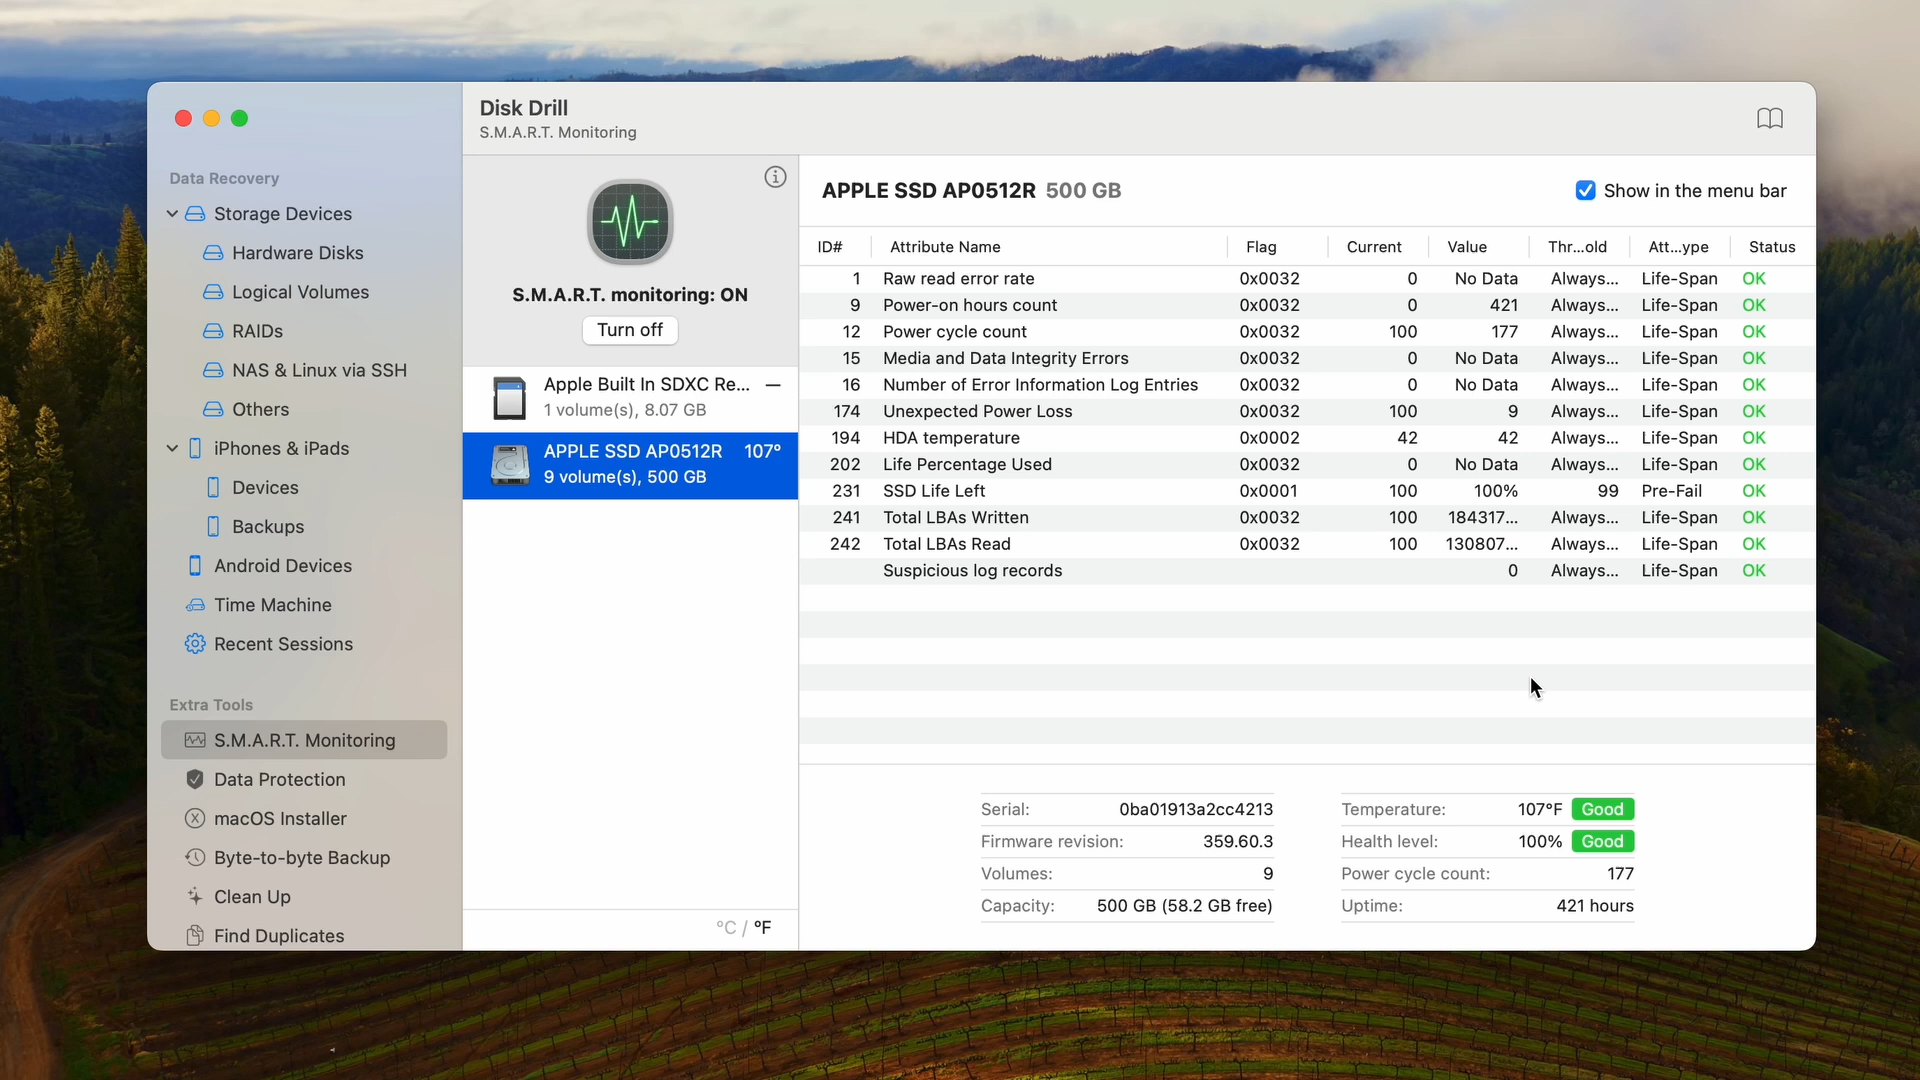 Disk Drill
S.M.A.R.T. Monitoring
Data Recovery
Storage Devices
Hardware Disks
Logical Volumes
RAIDs
NAS & Linux via SSH
Others
iPhones & iPads
Devices
Backups
Android Devices
Time Machine
Recent Sessions
Extra Tools
S.M.A.R.T. Monitoring
Data Protection
macOS Installer
Byte-to-byte Backup
Clean Up
Find Duplicates
S.M.A.R.T. monitoring: ON
Turn off
Apple Built In SDXC Re... —
1 volume(s), 8.07 GB
APPLE SSD AP0512R 107°
9 volume(s), 500 GB
°C / °F
APPLE SSD AP0512R 500 GB
Show in the menu bar
ID# Attribute Name Flag Current Value Thr...old Att...ype Status
1 Raw read error rate 0x0032 0 No Data Always... Life-Span OK
9 Power-on hours count 0x0032 0 421 Always... Life-Span OK
12 Power cycle count 0x0032 100 177 Always... Life-Span OK
15 Media and Data Integrity Errors 0x0032 0 No Data Always... Life-Span OK
16 Number of Error Information Log Entries 0x0032 0 No Data Always... Life-Span OK
174 Unexpected Power Loss 0x0032 100 9 Always... Life-Span OK
194 HDA temperature 0x0002 42 42 Always... Life-Span OK
202 Life Percentage Used 0x0032 0 No Data Always... Life-Span OK
231 SSD Life Left 0x0001 100 100% 99 Pre-Fail OK
241 Total LBAs Written 0x0032 100 184317... Always... Life-Span OK
242 Total LBAs Read 0x0032 100 130807... Always... Life-Span OK
Suspicious log records 0 Always... Life-Span OK
Serial: 0ba01913a2cc4213
Firmware revision: 359.60.3
Volumes: 9
Capacity: 500 GB (58.2 GB free)
Temperature: 107°F Good
Health level: 100% Good
Power cycle count: 177
Uptime: 421 hours